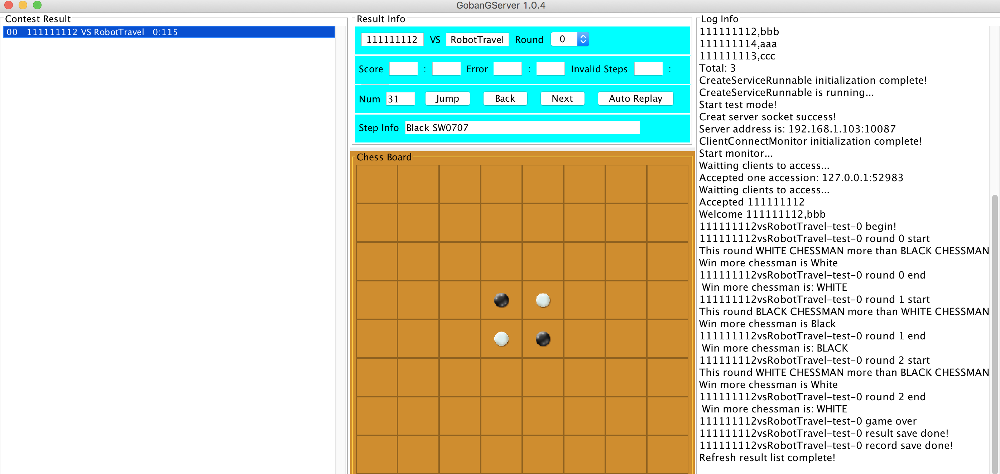 GobanGServer 1.0.4
Contest Result
00 111111112 VS RobotTravel 0:115
Result Info
111111112 VS RobotTravel Round 0
Score : Error : Invalid Steps :
Num 31 Jump Back Next Auto Replay
Step Info Black SW0707
Chess Board
Log Info
111111112,bbb
111111114,aaa
111111113,ccc
Total: 3
CreateServiceRunnable initialization complete!
CreateServiceRunnable is running...
Start test mode!
Creat server socket success!
Server address is: 192.168.1.103:10087
ClientConnectMonitor initialization complete!
Start monitor...
Waitting clients to access...
Accepted one accession: 127.0.0.1:52983
Waitting clients to access...
Accepted 111111112
Welcome 111111112,bbb
111111112vsRobotTravel-test-0 begin!
111111112vsRobotTravel-test-0 round 0 start
This round WHITE CHESSMAN more than BLACK CHESSMAN
Win more chessman is White
111111112vsRobotTravel-test-0 round 0 end
Win more chessman is: WHITE
111111112vsRobotTravel-test-0 round 1 start
This round BLACK CHESSMAN more than WHITE CHESSMAN
Win more chessman is Black
111111112vsRobotTravel-test-0 round 1 end
Win more chessman is: BLACK
111111112vsRobotTravel-test-0 round 2 start
This round WHITE CHESSMAN more than BLACK CHESSMAN
Win more chessman is White
111111112vsRobotTravel-test-0 round 2 end
Win more chessman is: WHITE
111111112vsRobotTravel-test-0 game over
111111112vsRobotTravel-test-0 result save done!
111111112vsRobotTravel-test-0 record save done!
Refresh result list complete!